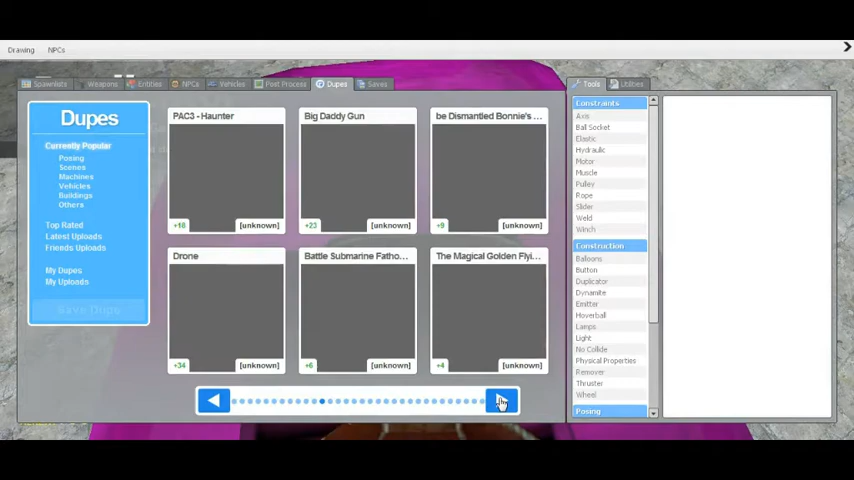 Drawing NPCs
Spawnlists Weapons Entities NPCs Vehicles Post Process Dupes Saves
Tools Utilities
Dupes
Currently Popular
Posing
Scenes
Machines
Vehicles
Buildings
Others
Top Rated
Latest Uploads
Friends Uploads
My Dupes
My Uploads
Save Dupe
PAC3 - Haunter
+18 [unknown]
Big Daddy Gun
+23 [unknown]
be Dismantled Bonnie's ...
+9 [unknown]
Drone
+34 [unknown]
Battle Submarine Fatho...
+6 [unknown]
The Magical Golden Flyi...
+4 [unknown]
Constraints
Axis
Ball Socket
Elastic
Hydraulic
Motor
Muscle
Pulley
Rope
Slider
Weld
Winch
Construction
Balloons
Button
Duplicator
Dynamite
Emitter
Hoverball
Lamps
Light
No Collide
Physical Properties
Remover
Thruster
Wheel
Posing